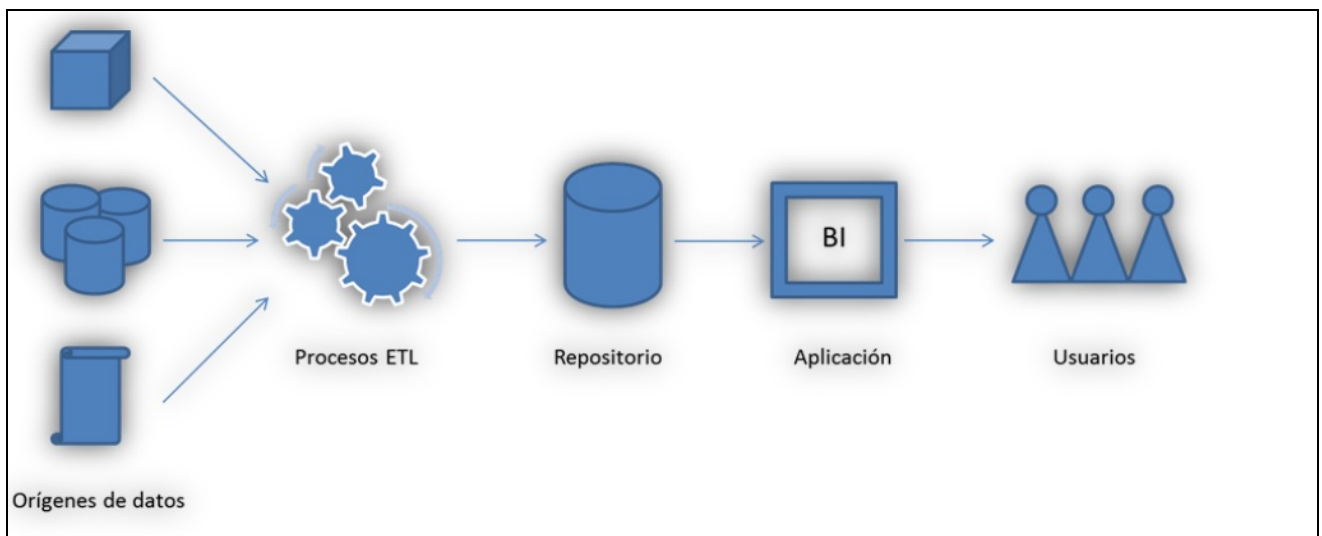 BI
Procesos ETL
Repositorio
Aplicación
Usuarios
Orígenes de datos